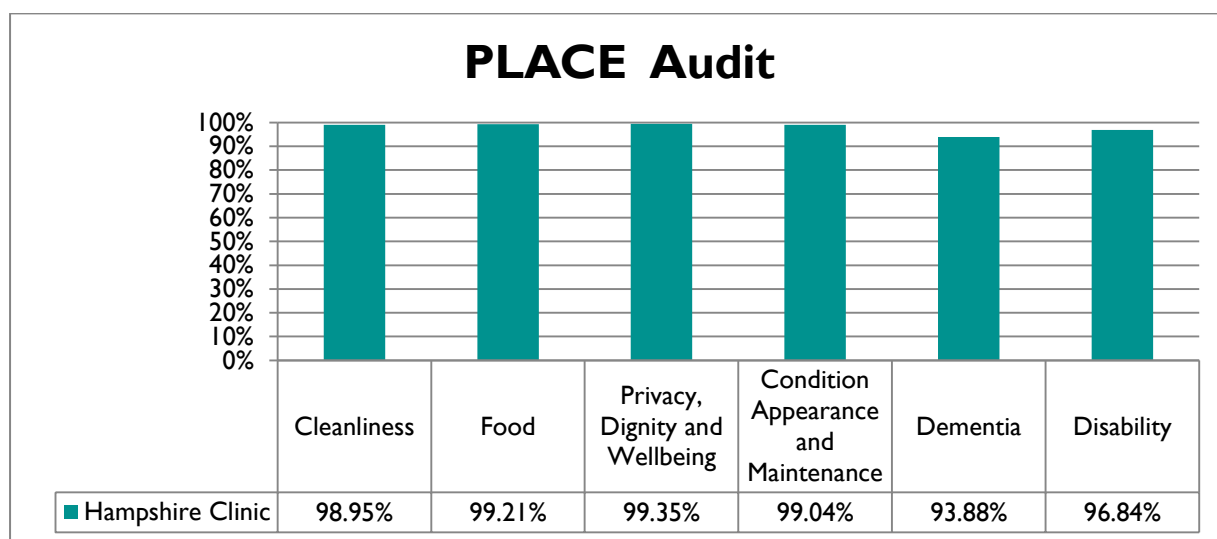 PLACE Audit
100%
90%
80%
70%
60%
50%
40%
30%
20%
10%
0%
Cleanliness
Food
Privacy,
Dignity and
Wellbeing
Condition
Appearance
and
Maintenance
Dementia
Disability
Hampshire Clinic 98.95% 99.21% 99.35% 99.04% 93.88% 96.84%